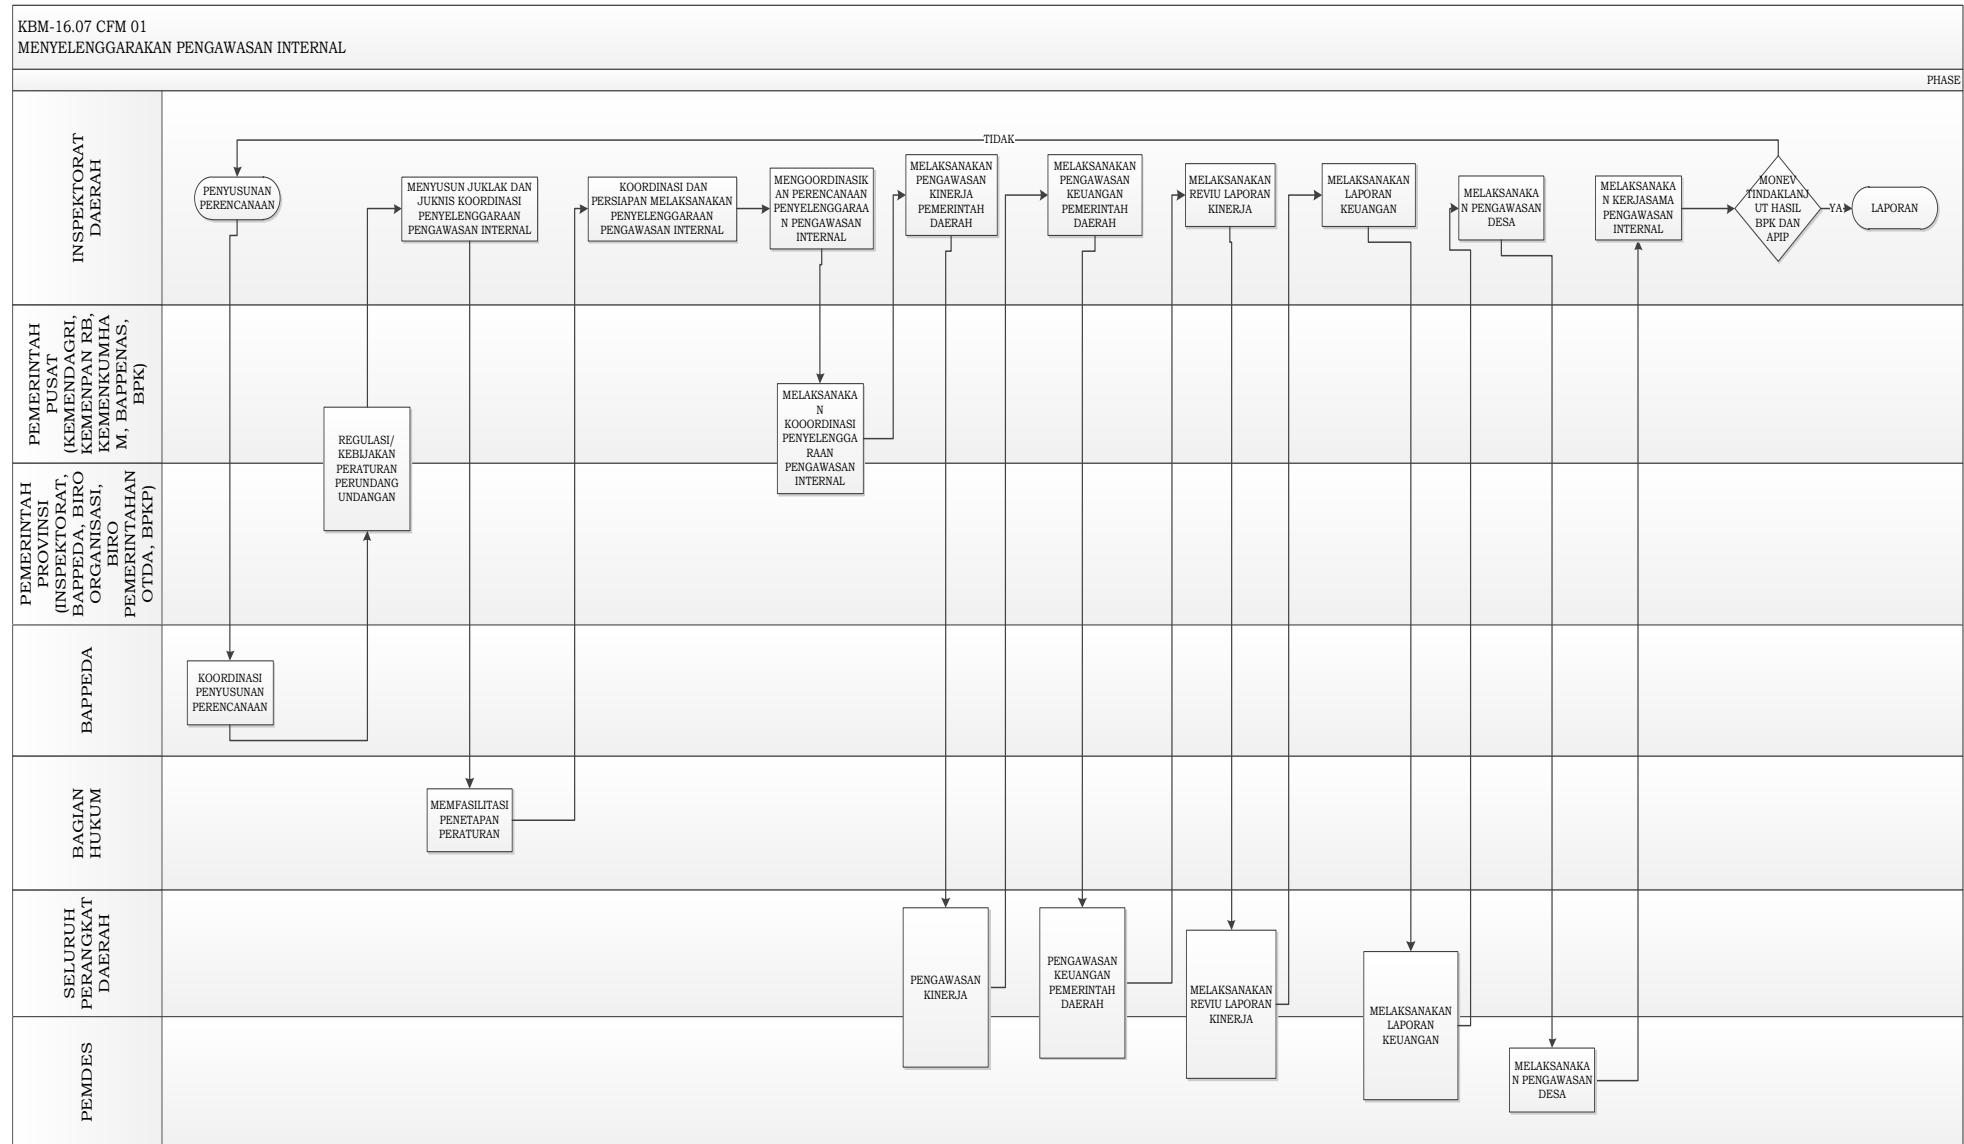 KBM-16.07 CFM 01
MENYELENGGARAKAN PENGAWASAN INTERNAL
PHASE
INSPEKTORAT
DAERAH
TIDAK
PENYUSUNAN
PERENCANAAN
MENYUSUN JUKLAK DAN
JUKNIS KOORDINASI
PENYELENGGARAAN
PENGAWASAN INTERNAL
KOORDINASI DAN
PERSIAPAN MELAKSANAKAN
PENYELENGGARAAN
PENGAWASAN INTERNAL
MENGOORDINASIK
AN PERENCANAAN
PENYELENGGARAA
N PENGAWASAN
INTERNAL
MELAKSANAKAN
PENGAWASAN
KINERJA
PEMERINTAH
DAERAH
MELAKSANAKAN
PENGAWASAN
KEUANGAN
PEMERINTAH
DAERAH
MELAKSANAKAN
REVIU LAPORAN
KINERJA
MELAKSANAKAN
LAPORAN
KEUANGAN
MELAKSANAKA
N PENGAWASAN
DESA
MELAKSANAKA
N KERJASAMA
PENGAWASAN
INTERNAL
MONEV
TINDAKLANJ
UT HASIL
BPK DAN
APIP
YA
LAPORAN
PEMERINTAH
PUSAT
(KEMENDAGRI,
KEMENPAN RB,
KEMENKUMHA
M, BAPPENAS,
BPK)
REGULASI/
KEBIJAKAN
PERATURAN
PERUNDANG
UNDANGAN
MELAKSANAKA
N
KOOORDINASI
PENYELENGGA
RAAN
PENGAWASAN
INTERNAL
PEMERINTAH
PROVINSI
(INSPEKTORAT,
BAPPEDA, BIRO
ORGANISASI,
BIRO
PEMERINTAHAN
OTDA, BPKP)
BAPPEDA
KOORDINASI
PENYUSUNAN
PERENCANAAN
BAGIAN
HUKUM
MEMFASILITASI
PENETAPAN
PERATURAN
SELURUH
PERANGKAT
DAERAH
PENGAWASAN
KINERJA
PENGAWASAN
KEUANGAN
PEMERINTAH
DAERAH
MELAKSANAKAN
REVIU LAPORAN
KINERJA
MELAKSANAKAN
LAPORAN
KEUANGAN
PEMDES
MELAKSANAKA
N PENGAWASAN
DESA